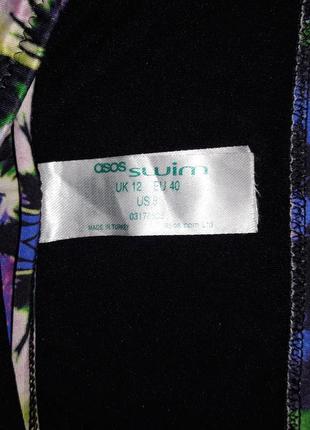 asos swim
UK 12 EU 40
US 8
MADE IN TURKEY